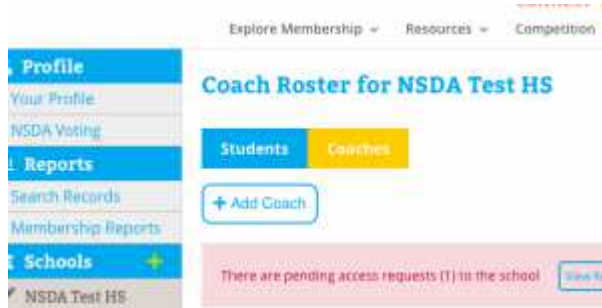 Explore Membership
Resources
Competition
Profile
Your Profile
NSDA Voting
Reports
Search Records
Membership Reports
Schools
NSDA Test HS
Coach Roster for NSDA Test HS
Students Coaches
+ Add Coach
There are pending access requests (1) to the school
View